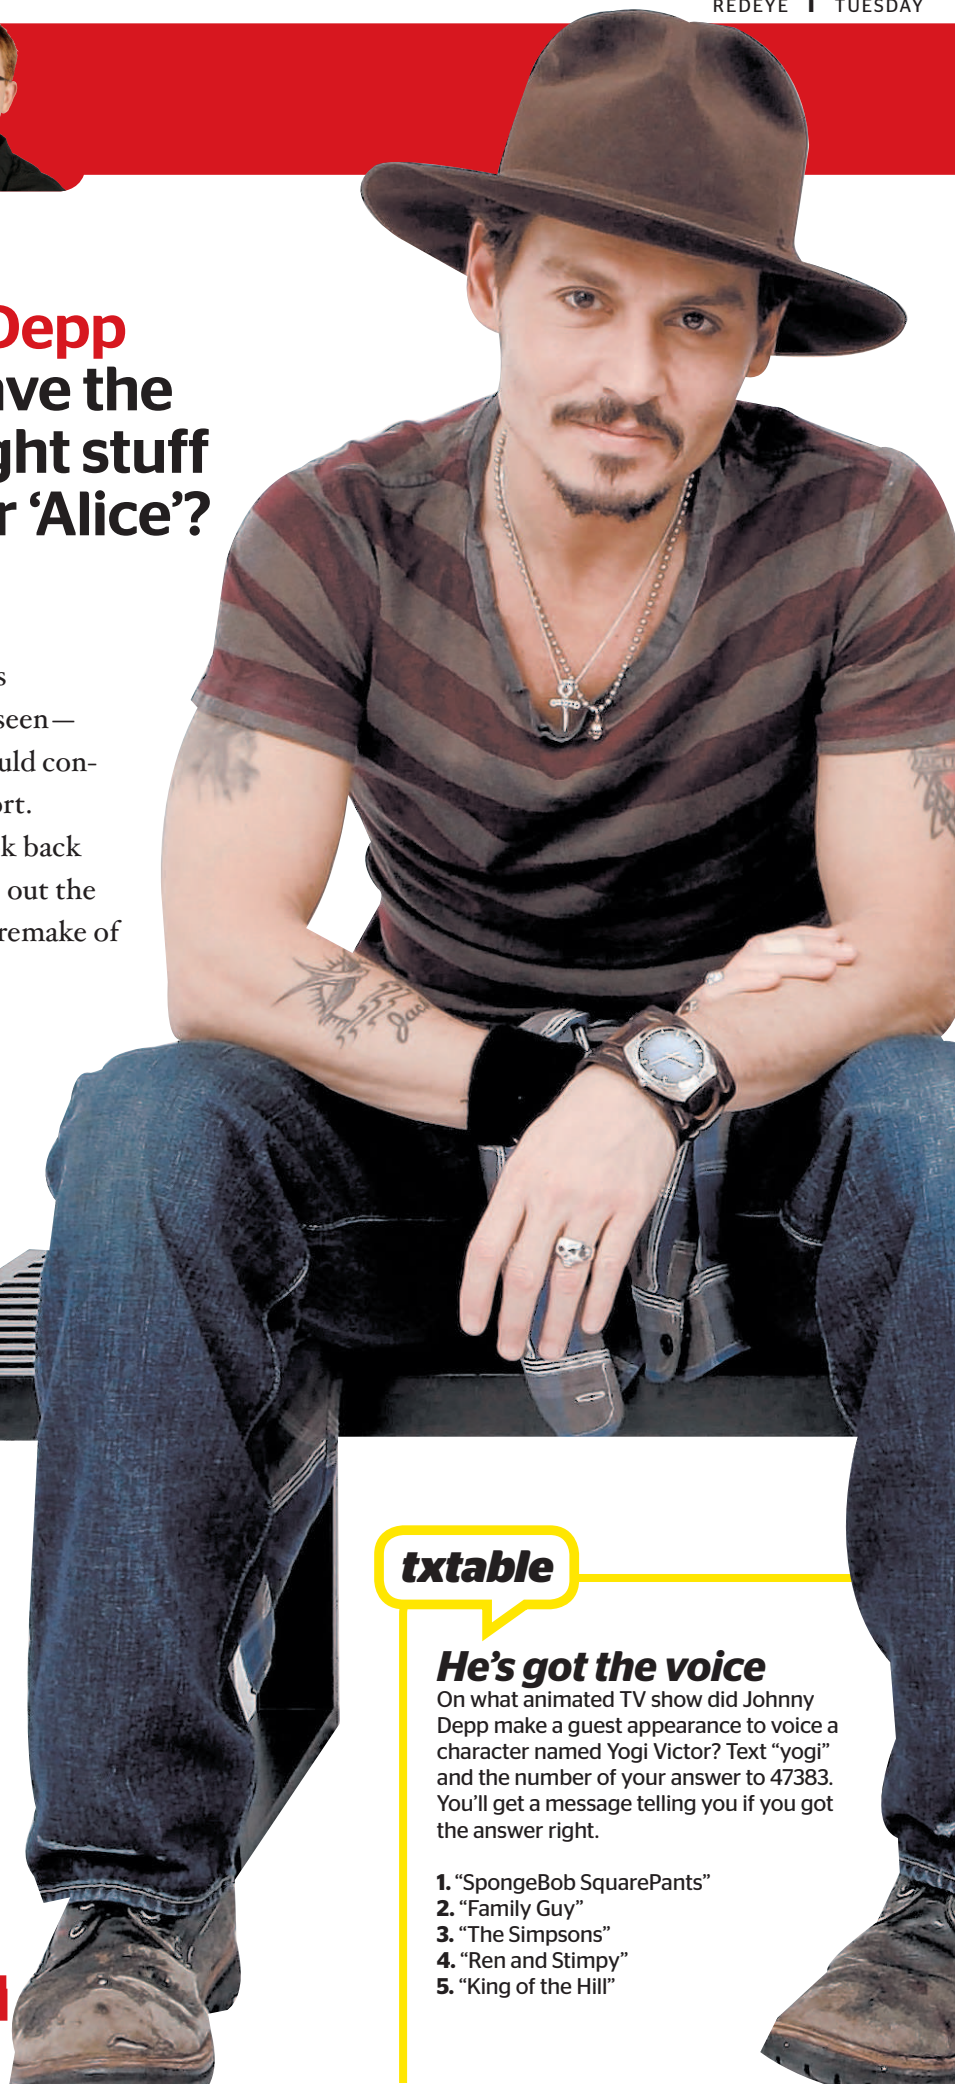 REDEYE | TUESDAY
Depp
ave the
ght stuff
r ‘Alice’?
s
seen—
uld con-
ort.
k back
out the
remake of
Jack
txtable
He’s got the voice
On what animated TV show did Johnny
Depp make a guest appearance to voice a
character named Yogi Victor? Text “yogi”
and the number of your answer to 47383.
You’ll get a message telling you if you got
the answer right.
1. “SpongeBob SquarePants”
2. “Family Guy”
3. “The Simpsons”
4. “Ren and Stimpy”
5. “King of the Hill”